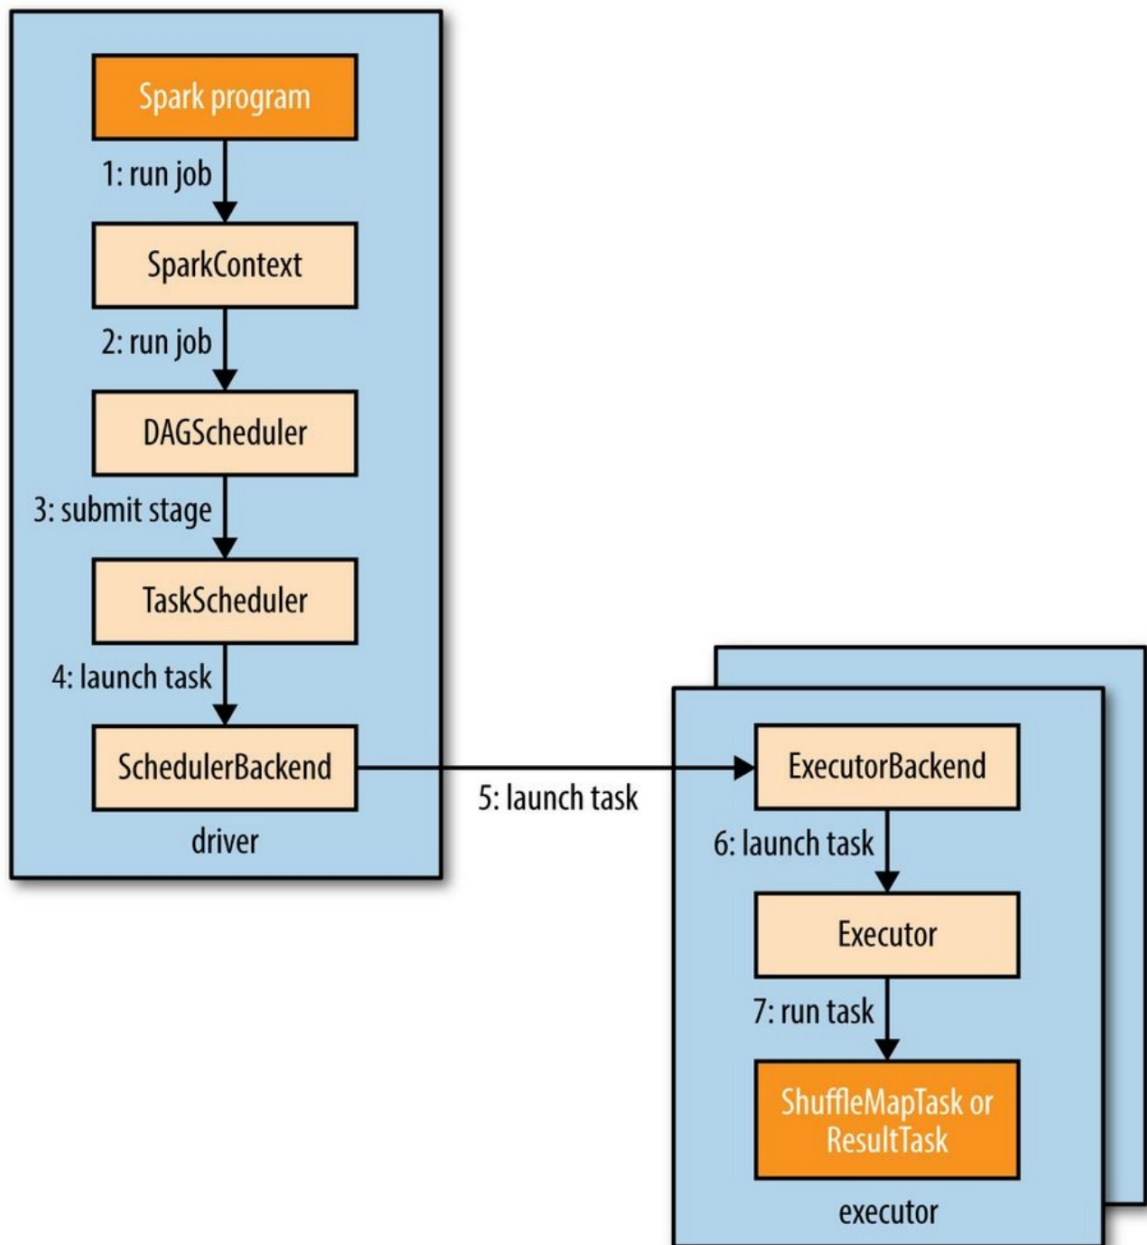 Spark program
1: run job
SparkContext
2: run job
DAGScheduler
3: submit stage
TaskScheduler
4: launch task
SchedulerBackend
driver
5: launch task
ExecutorBackend
6: launch task
Executor
7: run task
ShuffleMapTask or
ResultTask
executor